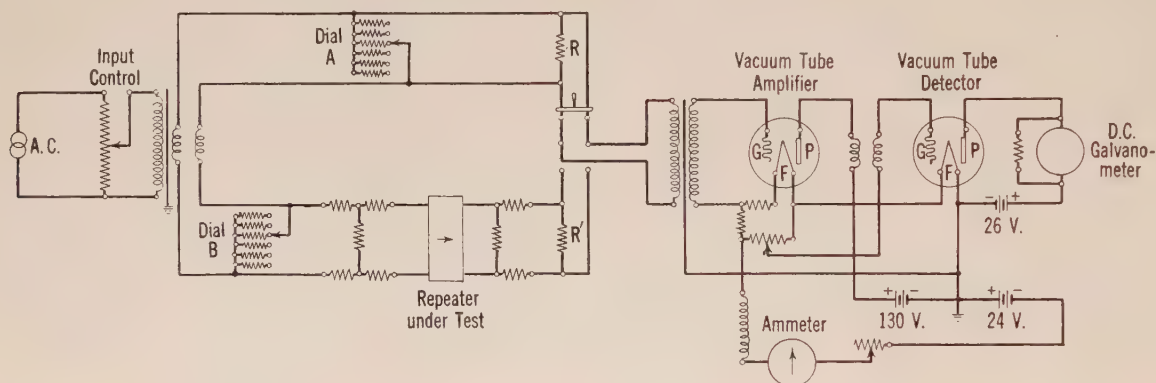 Input
Control
A.C.
Dial
A
R
Dial
B
Repeater
under Test
R′
Vacuum Tube
Amplifier
G
P
F
Vacuum Tube
Detector
G
P
F
D.C.
Galvano-
meter
- +
26 V.
+ -
130 V.
+ -
24 V.
Ammeter